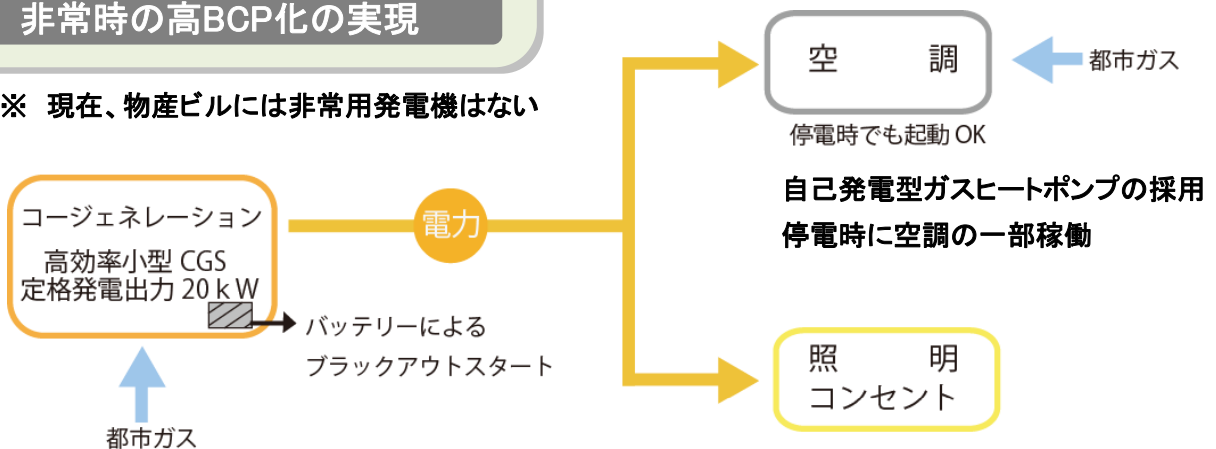 非常時の高BCP化の実現
※ 現在、物産ビルには非常用発電機はない
コージェネレーション
高効率小型 CGS
定格発電出力 20kW
バッテリーによる
ブラックアウトスタート
都市ガス
電力
空 調
都市ガス
停電時でも起動 OK
自己発電型ガスヒートポンプの採用
停電時に空調の一部稼働
照 明
コンセント